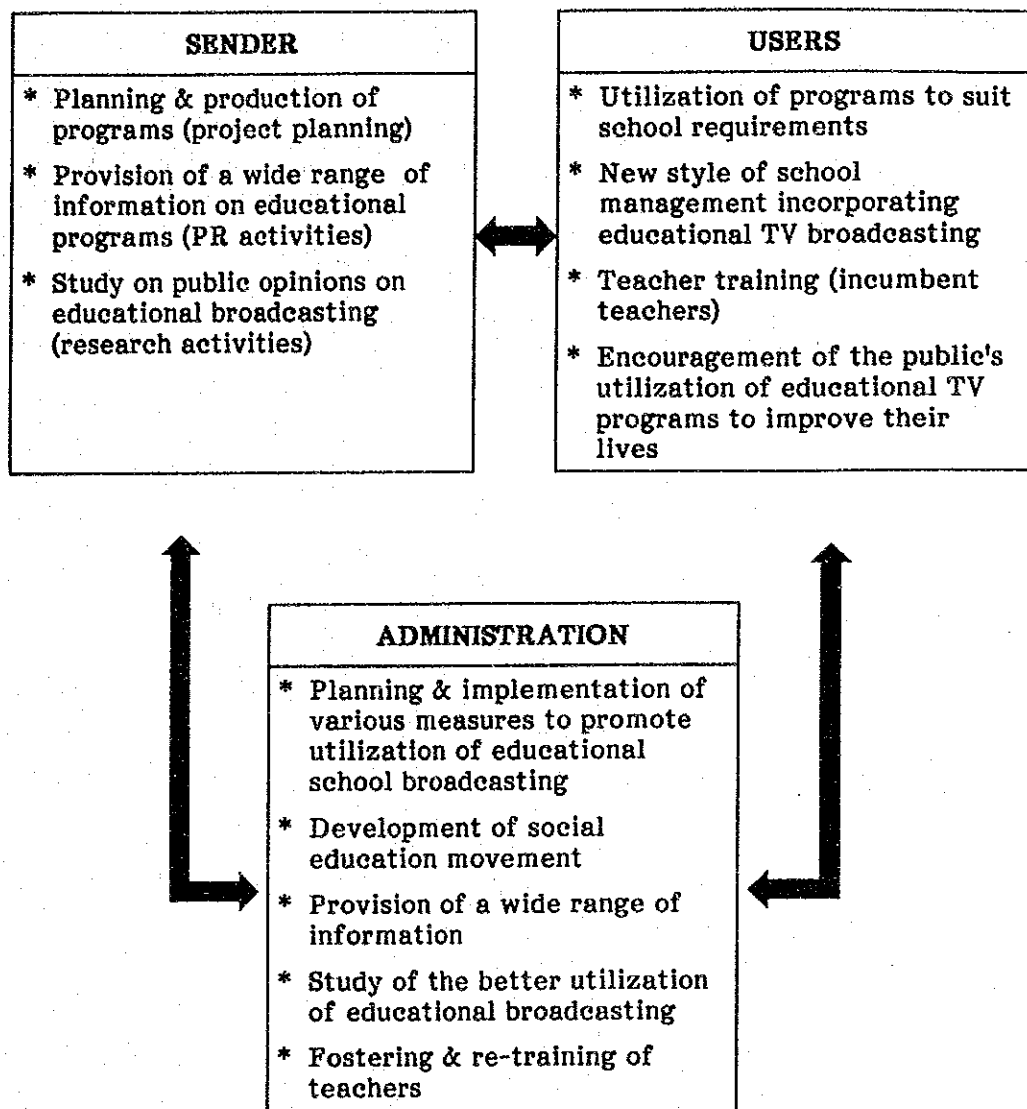 SENDER
* Planning & production of
programs (project planning)
* Provision of a wide range of
information on educational
programs (PR activities)
* Study on public opinions on
educational broadcasting
(research activities)
USERS
* Utilization of programs to suit
school requirements
* New style of school
management incorporating
educational TV broadcasting
* Teacher training (incumbent
teachers)
* Encouragement of the public's
utilization of educational TV
programs to improve their
lives
ADMINISTRATION
* Planning & implementation of
various measures to promote
utilization of educational
school broadcasting
* Development of social
education movement
* Provision of a wide range of
information
* Study of the better utilization
of educational broadcasting
* Fostering & re-training of
teachers